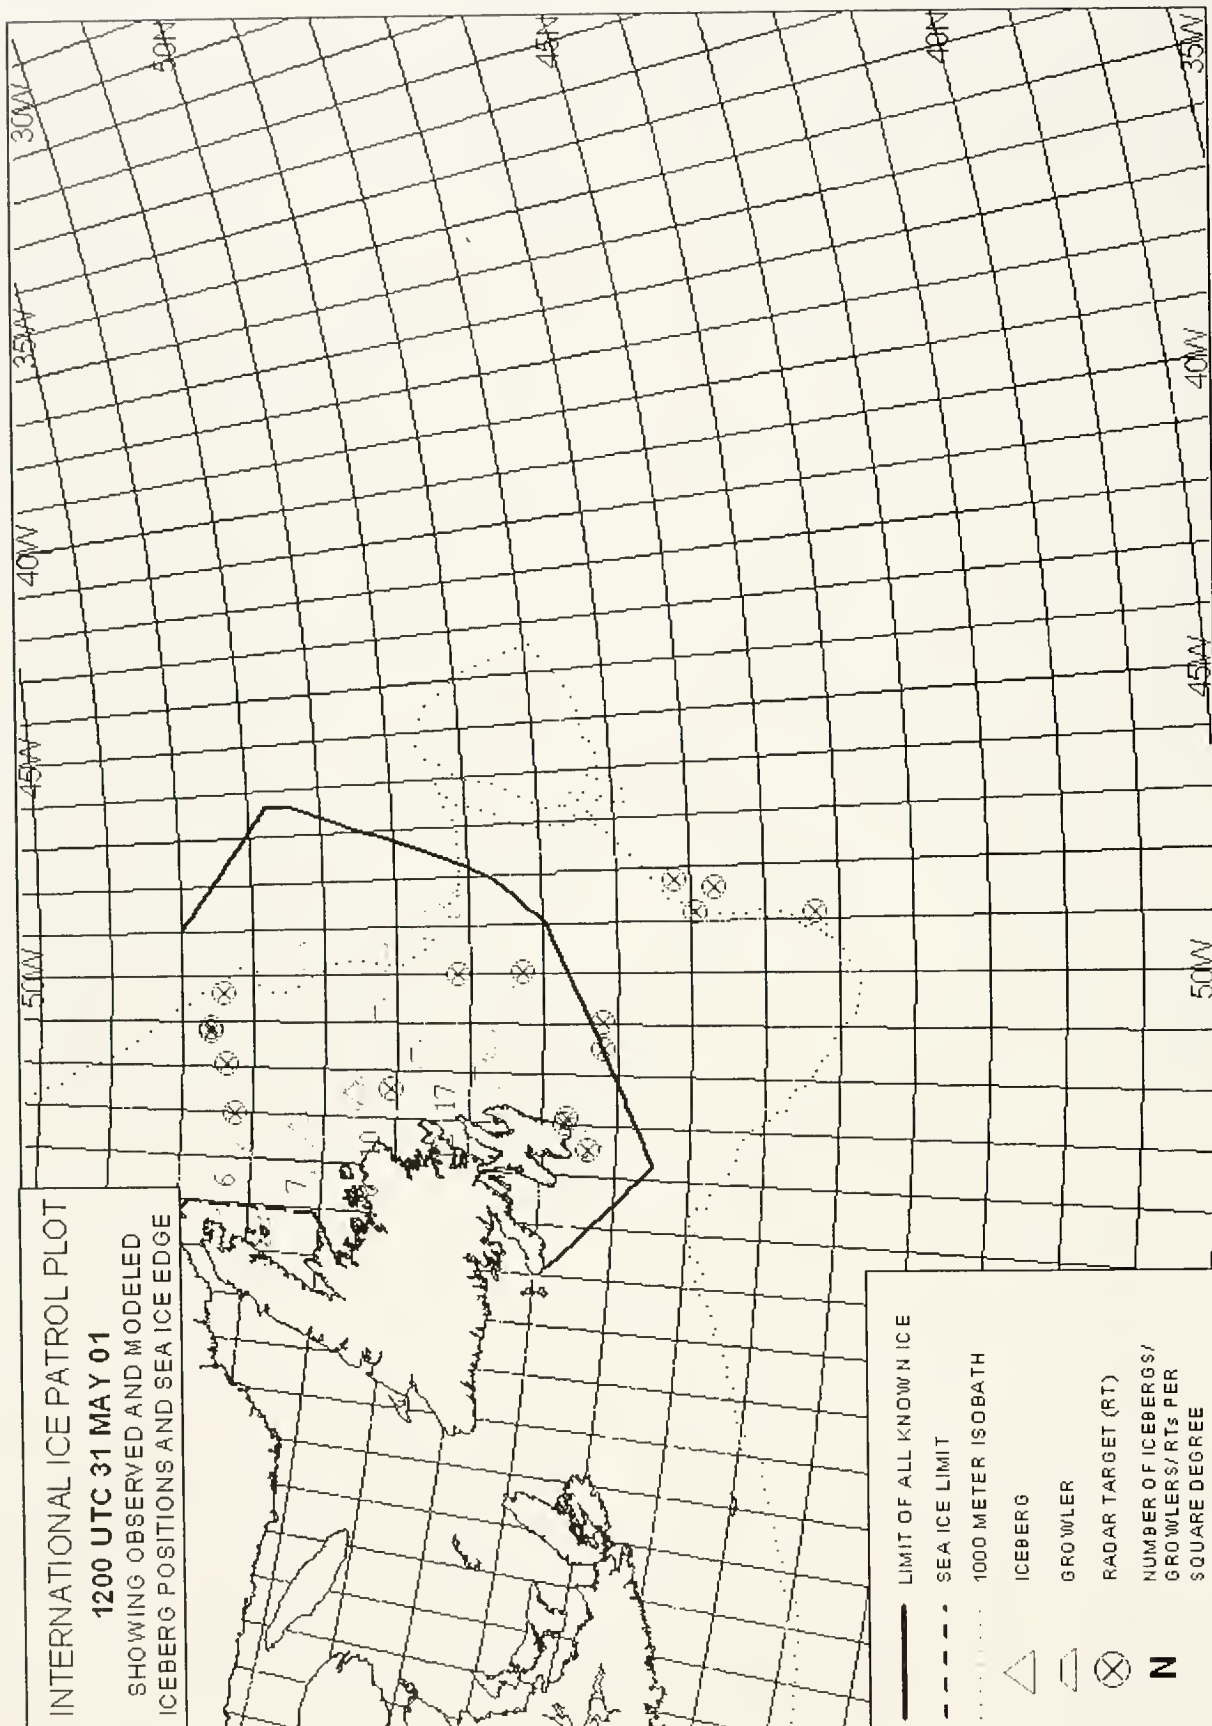 INTERNATIONAL ICE PATROL PLOT
1200 UTC 31 MAY 01
SHOWING OBSERVED AND MODELED
ICEBERG POSITIONS AND SEA ICE EDGE
50W
45W
40W
35W
30W
50N
45N
40N
35W
40W
45W
50W
6
7
17
LIMIT OF ALL KNOWN ICE
SEA ICE LIMIT
1000 METER ISOBATH
ICEBERG
GROWLER
RADAR TARGET (RT)
N
NUMBER OF ICEBERGS/
GROWLERS/RTs PER
SQUARE DEGREE